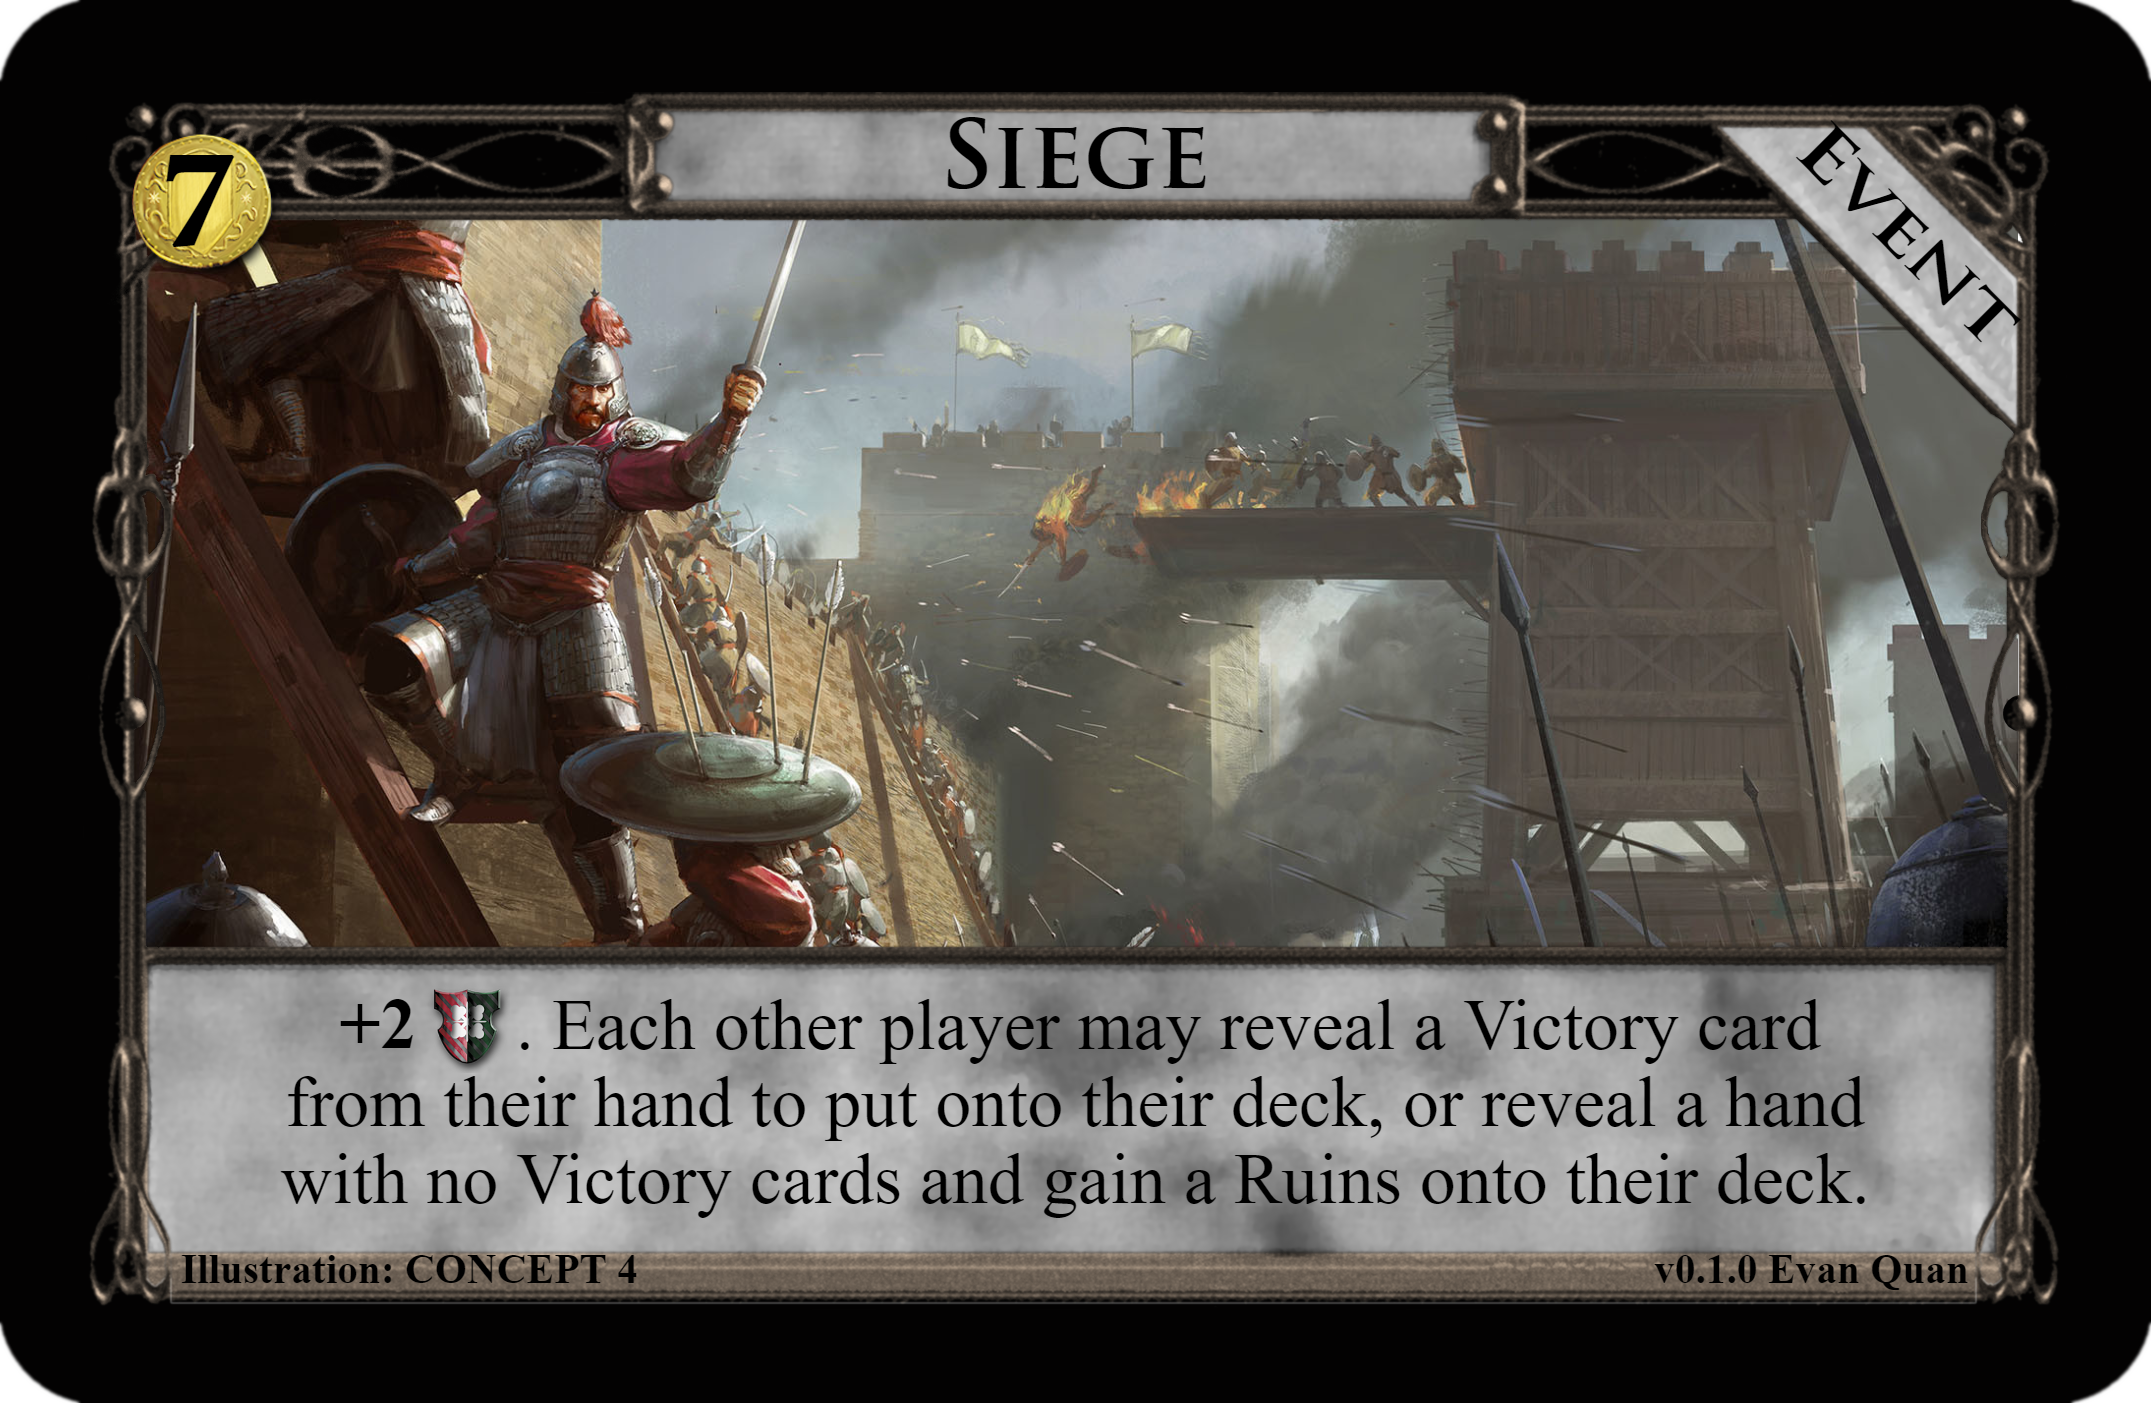 SIEGE
7
EVENT
+2 . Each other player may reveal a Victory card
from their hand to put onto their deck, or reveal a hand
with no Victory cards and gain a Ruins onto their deck.
Illustration: CONCEPT 4
v0.1.0 Evan Quan